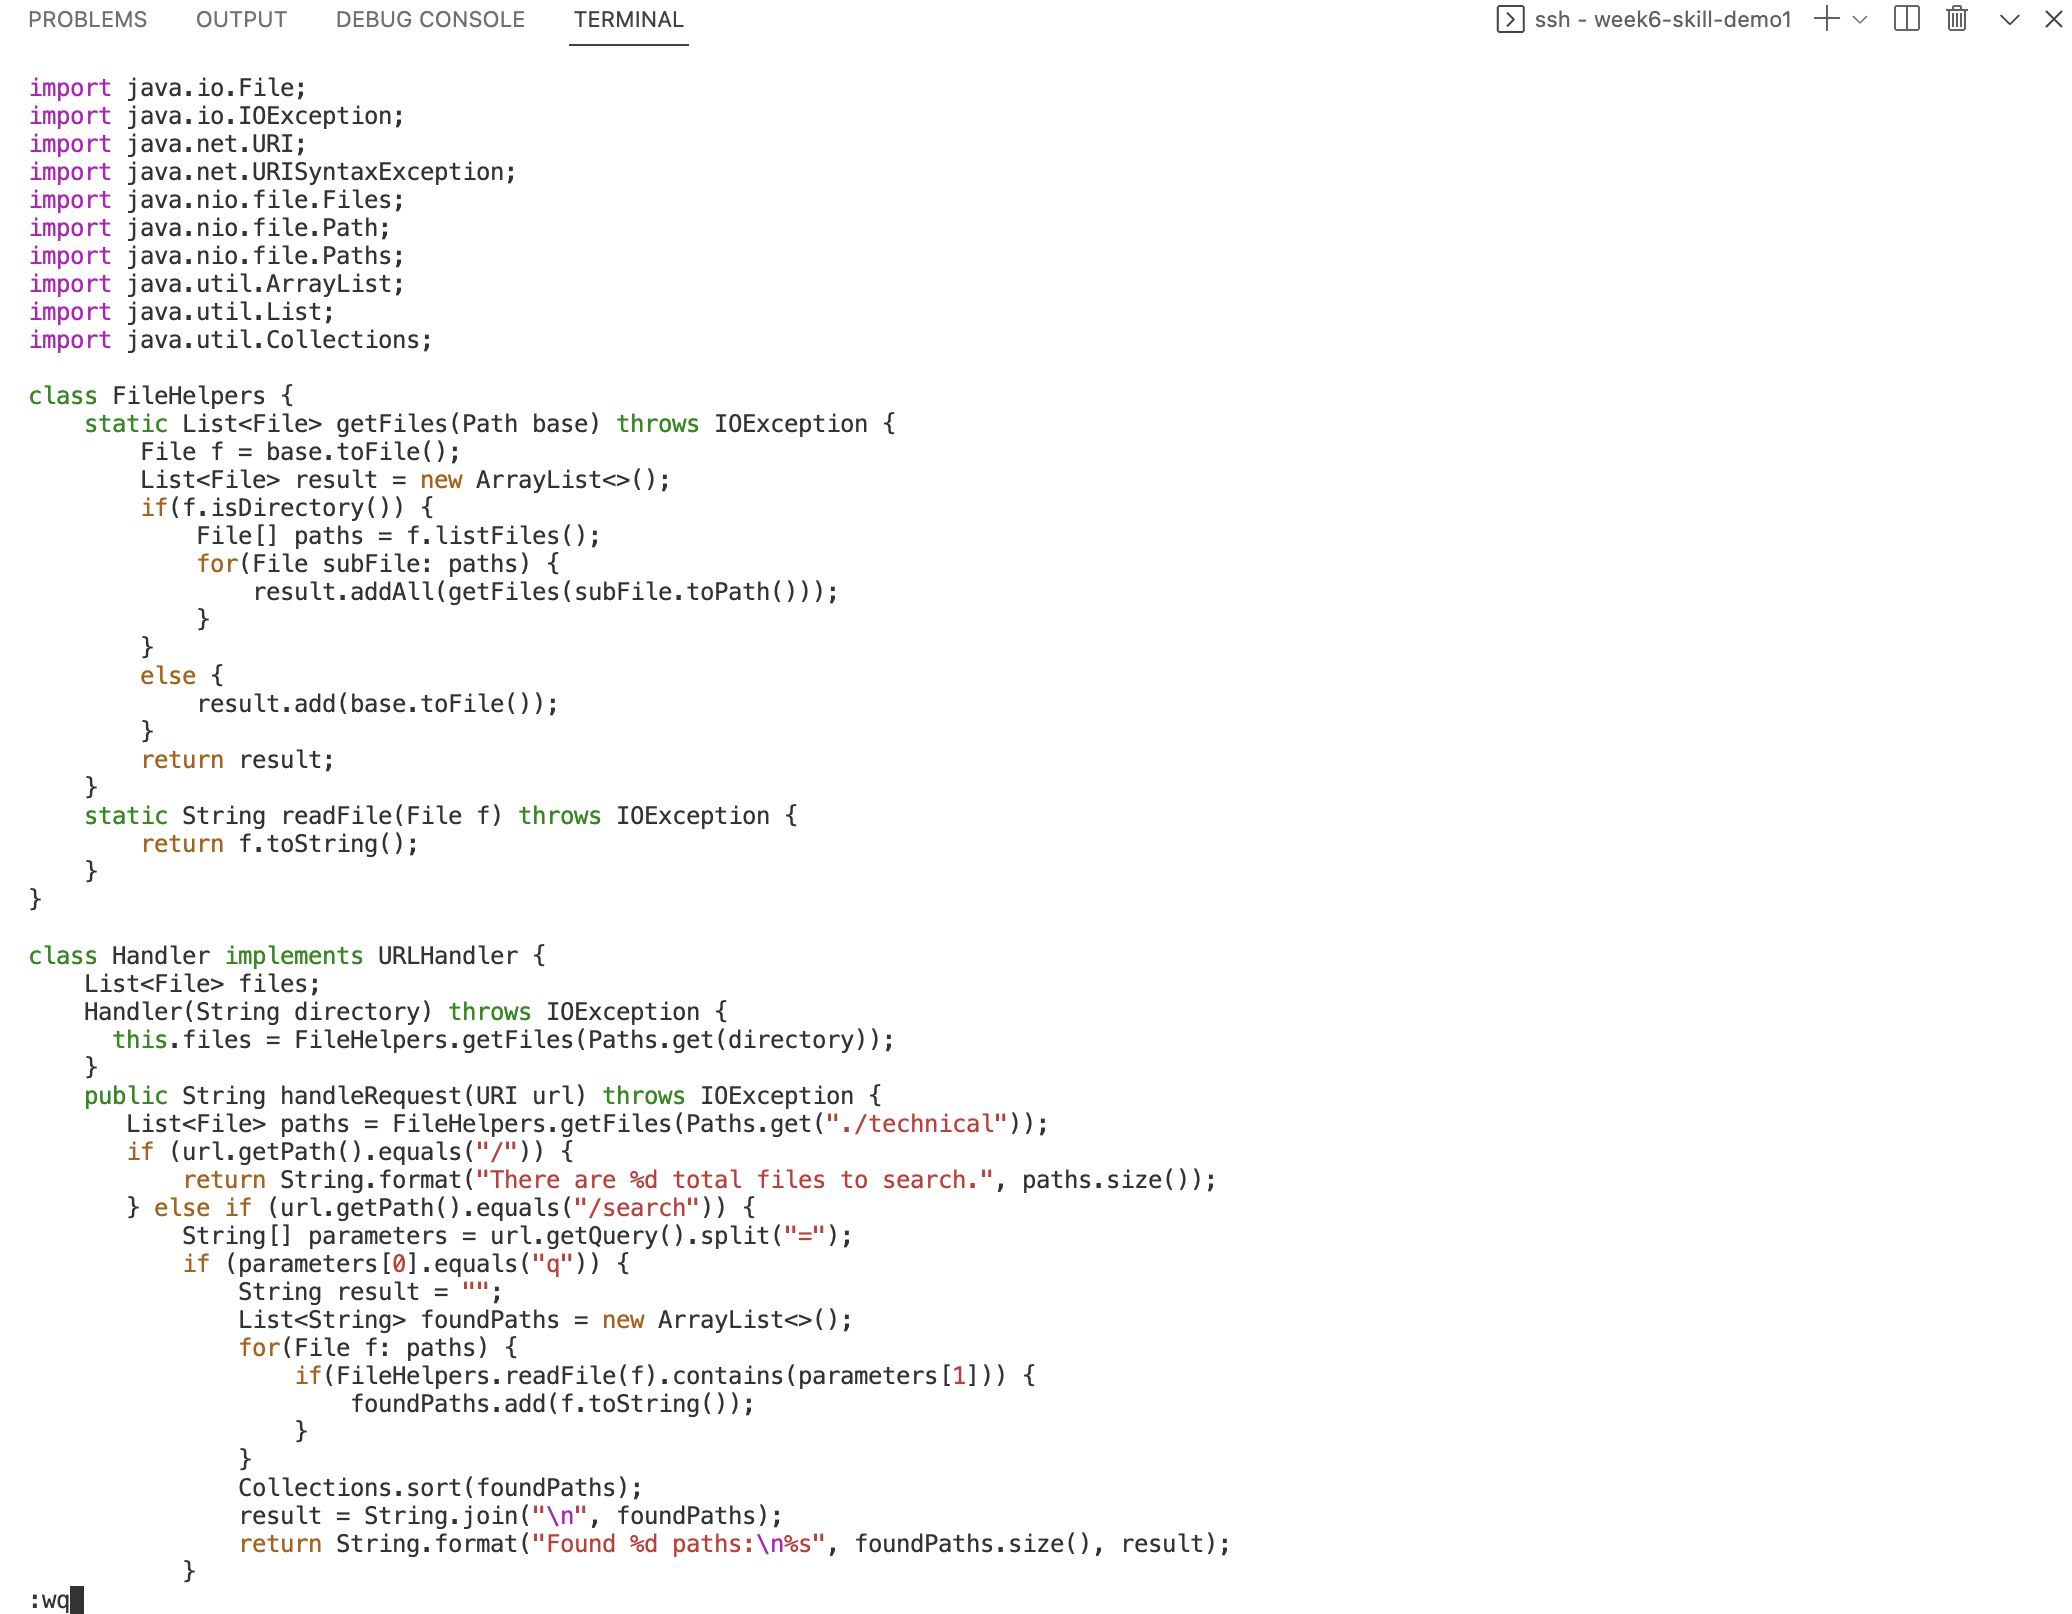 PROBLEMS OUTPUT DEBUG CONSOLE TERMINAL ssh - week6-skill-demo1
import java.io.File;
import java.io.IOException;
import java.net.URI;
import java.net.URISyntaxException;
import java.nio.file.Files;
import java.nio.file.Path;
import java.nio.file.Paths;
import java.util.ArrayList;
import java.util.List;
import java.util.Collections;

class FileHelpers {
    static List<File> getFiles(Path base) throws IOException {
        File f = base.toFile();
        List<File> result = new ArrayList<>();
        if(f.isDirectory()) {
            File[] paths = f.listFiles();
            for(File subFile: paths) {
                result.addAll(getFiles(subFile.toPath()));
            }
        }
        else {
            result.add(base.toFile());
        }
        return result;
    }
    static String readFile(File f) throws IOException {
        return f.toString();
    }
}

class Handler implements URLHandler {
    List<File> files;
    Handler(String directory) throws IOException {
      this.files = FileHelpers.getFiles(Paths.get(directory));
    }
    public String handleRequest(URI url) throws IOException {
       List<File> paths = FileHelpers.getFiles(Paths.get("./technical"));
       if (url.getPath().equals("/")) {
           return String.format("There are %d total files to search.", paths.size());
       } else if (url.getPath().equals("/search")) {
           String[] parameters = url.getQuery().split("=");
           if (parameters[0].equals("q")) {
               String result = "";
               List<String> foundPaths = new ArrayList<>();
               for(File f: paths) {
                   if(FileHelpers.readFile(f).contains(parameters[1])) {
                       foundPaths.add(f.toString());
                   }
               }
               Collections.sort(foundPaths);
               result = String.join("\n", foundPaths);
               return String.format("Found %d paths:\n%s", foundPaths.size(), result);
           }
:wq